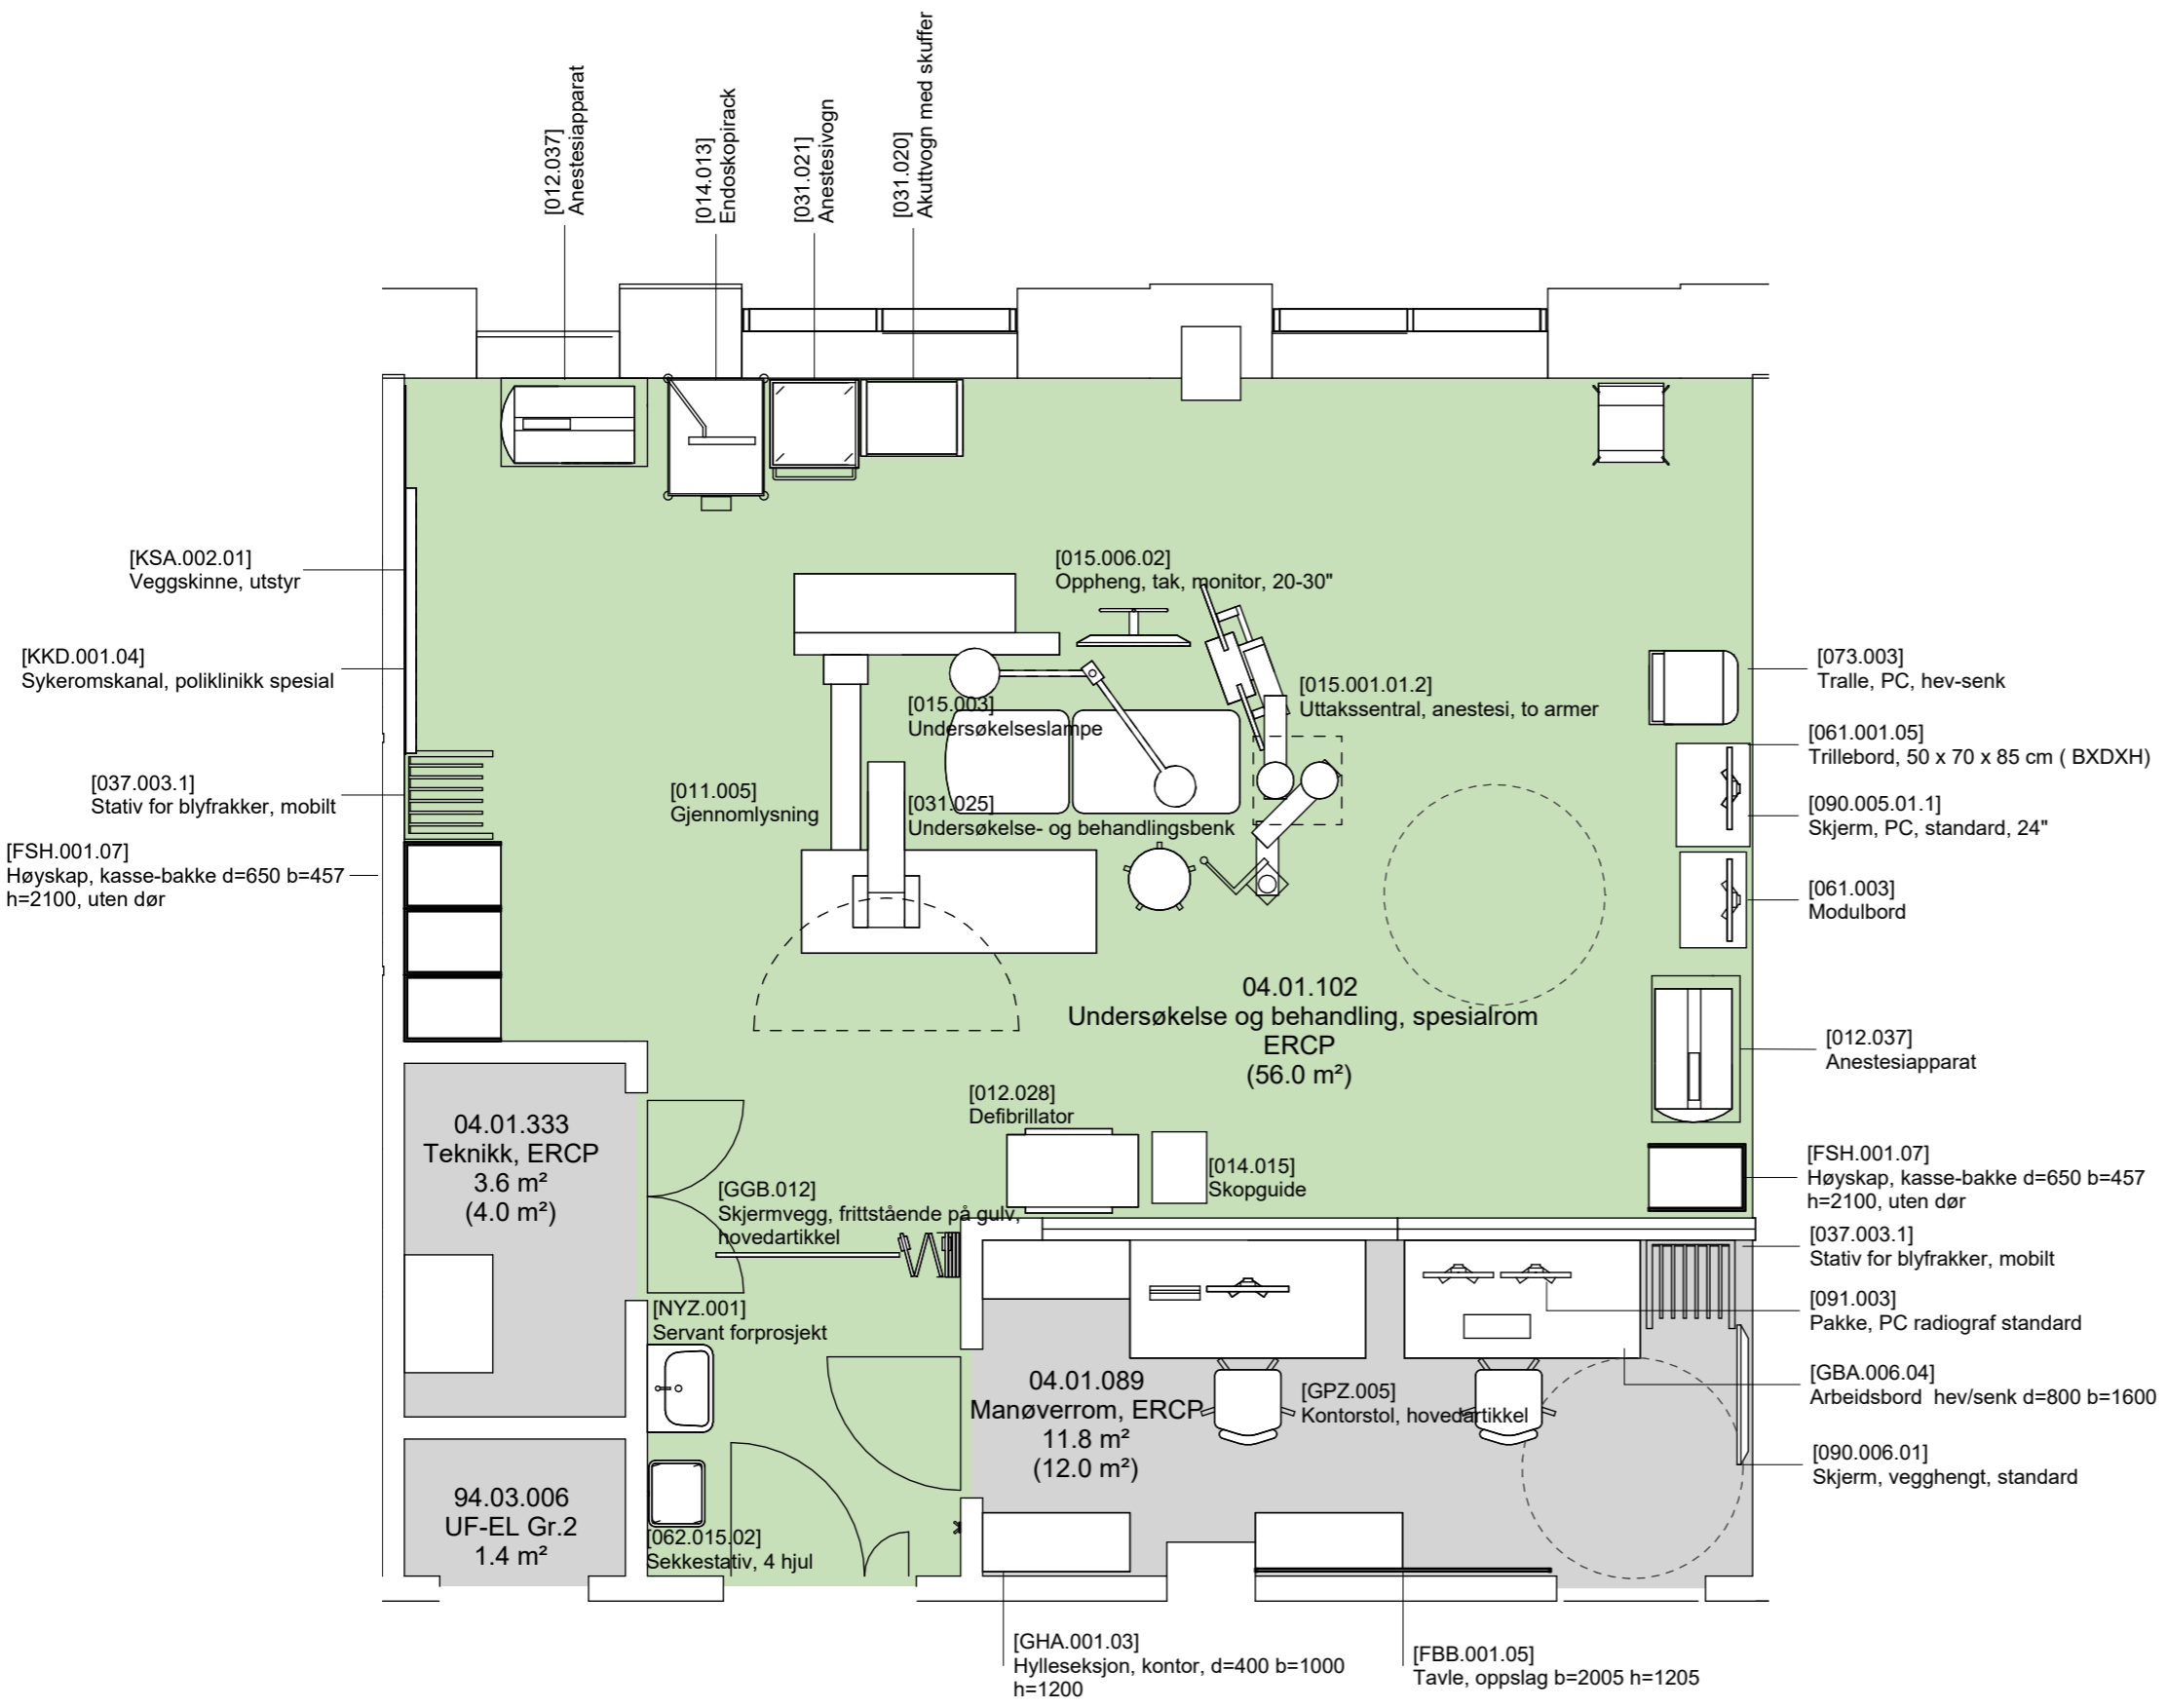 [012.037]
Anestesiapparat
[014.013]
Endoskopirack
[031.021]
Anestesivogn
[031.020]
Akuttvogn med skuffer
[KSA.002.01]
Veggskinne, utstyr
[KKD.001.04]
Sykeromskanal, poliklinikk spesial
[037.003.1]
Stativ for blyfrakker, mobilt
[FSH.001.07]
Høyskap, kasse-bakke d=650 b=457
h=2100, uten dør
[015.006.02]
Oppheng, tak, monitor, 20-30"
[015.003]
Undersøkelseslampe
[015.001.01.2]
Uttakssentral, anestesi, to armer
[011.005]
Gjennomlysning
[031.025]
Undersøkelse- og behandlingsbenk
[073.003]
Tralle, PC, hev-senk
[061.001.05]
Trillebord, 50 x 70 x 85 cm ( BXDXH)
[090.005.01.1]
Skjerm, PC, standard, 24"
[061.003]
Modulbord
04.01.102
Undersøkelse og behandling, spesialrom
ERCP
(56.0 m²)
[012.037]
Anestesiapparat
[012.028]
Defibrillator
[014.015]
Skopguide
[FSH.001.07]
Høyskap, kasse-bakke d=650 b=457
h=2100, uten dør
04.01.333
Teknikk, ERCP
3.6 m²
(4.0 m²)
[GGB.012]
Skjermvegg, frittstående på gulv,
hovedartikkel
[037.003.1]
Stativ for blyfrakker, mobilt
[091.003]
Pakke, PC radiograf standard
[NYZ.001]
Servant forprosjekt
04.01.089
Manøverrom, ERCP
11.8 m²
(12.0 m²)
[GPZ.005]
Kontorstol, hovedartikkel
[GBA.006.04]
Arbeidsbord  hev/senk d=800 b=1600
[090.006.01]
Skjerm, vegghengt, standard
94.03.006
UF-EL Gr.2
1.4 m²
[062.015.02]
Sekkestativ, 4 hjul
[GHA.001.03]
Hylleseksjon, kontor, d=400 b=1000
h=1200
[FBB.001.05]
Tavle, oppslag b=2005 h=1205